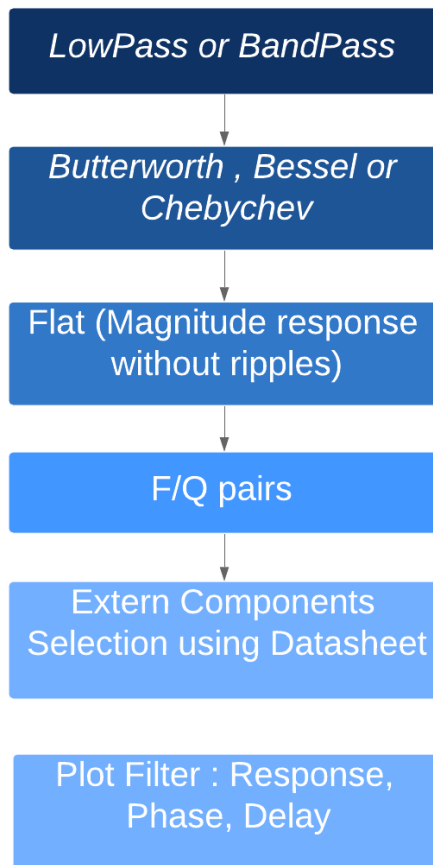 LowPass or BandPass
Butterworth , Bessel or
Chebychev
Flat (Magnitude response
without ripples)
F/Q pairs
Extern Components
Selection using Datasheet
Plot Filter : Response,
Phase, Delay